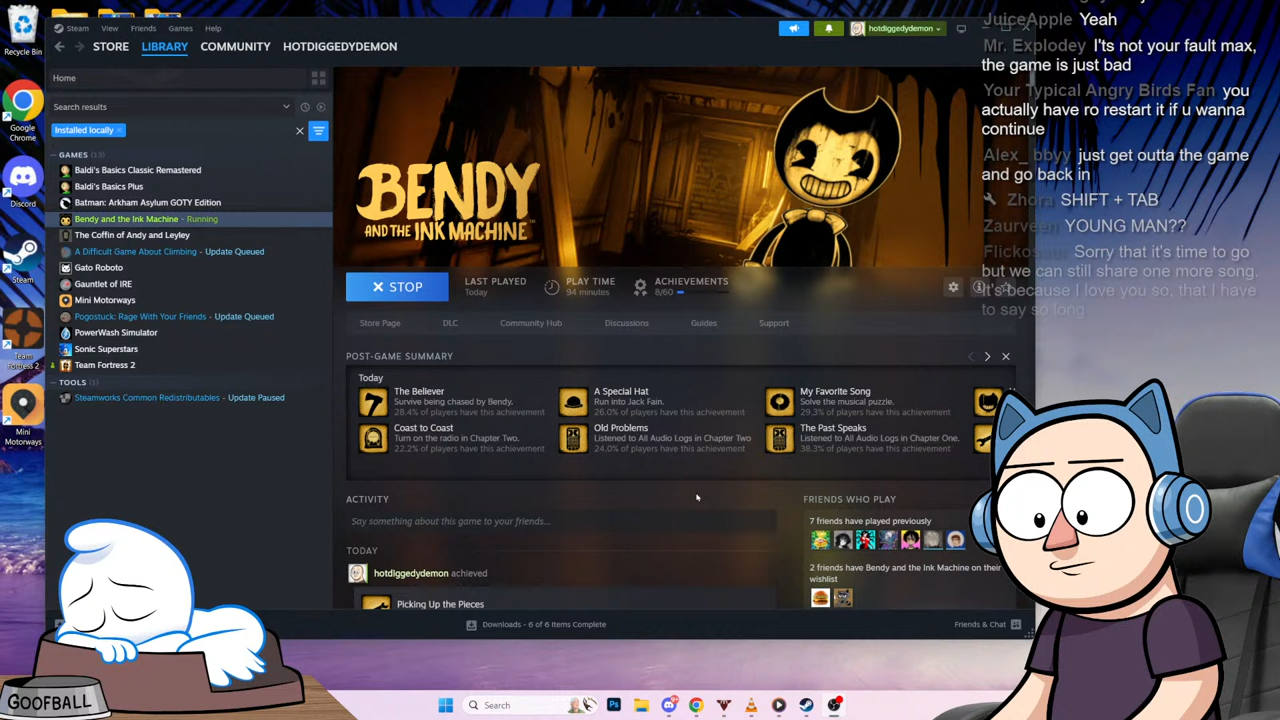 Steam View Friends Games Help
hotdiggedydemon
STORE LIBRARY COMMUNITY HOTDIGGEDYDEMON
Home
Search results
Installed locally ×
GAMES (13)
Baldi's Basics Classic Remastered
Baldi's Basics Plus
Batman: Arkham Asylum GOTY Edition
Bendy and the Ink Machine - Running
The Coffin of Andy and Leyley
A Difficult Game About Climbing - Update Queued
Gato Roboto
Gauntlet of IRE
Mini Motorways
Pogostuck: Rage With Your Friends - Update Queued
PowerWash Simulator
Sonic Superstars
Team Fortress 2
TOOLS (1)
Steamworks Common Redistributables - Update Paused
Recycle Bin
Google
Chrome
Discord
Steam
Team
Fortress 2
Mini
Motorways
BENDY
AND THE INK MACHINE
STOP
LAST PLAYED
Today
PLAY TIME
94 minutes
ACHIEVEMENTS
8/60
Store Page DLC Community Hub Discussions Guides Support
POST-GAME SUMMARY
Today
The Believer
Survive being chased by Bendy.
28.4% of players have this achievement
A Special Hat
Run into Jack Fain.
26.0% of players have this achievement
My Favorite Song
Solve the musical puzzle.
29.3% of players have this achievement
Coast to Coast
Turn on the radio in Chapter Two.
22.2% of players have this achievement
Old Problems
Listened to All Audio Logs in Chapter Two
24.0% of players have this achievement
The Past Speaks
Listened to All Audio Logs in Chapter One.
38.3% of players have this achievement
ACTIVITY
Say something about this game to your friends...
TODAY
hotdiggedydemon achieved
Picking Up the Pieces
FRIENDS WHO PLAY
7 friends have played previously
2 friends have Bendy and the Ink Machine on their
wishlist
Downloads - 6 of 6 Items Complete
Friends & Chat
JuiceApple Yeah
Mr. Explodey I'ts not your fault max,
the game is just bad
Your Typical Angry Birds Fan you
actually have ro restart it if u wanna
continue
Alex_bbyy just get outta the game
and go back in
Zhora SHIFT + TAB
Zaurveen YOUNG MAN??
Sorry that it's time to go
but we can still share one more song.
It's because I love you so, that I have
to say so long
GOOFBALL
Search